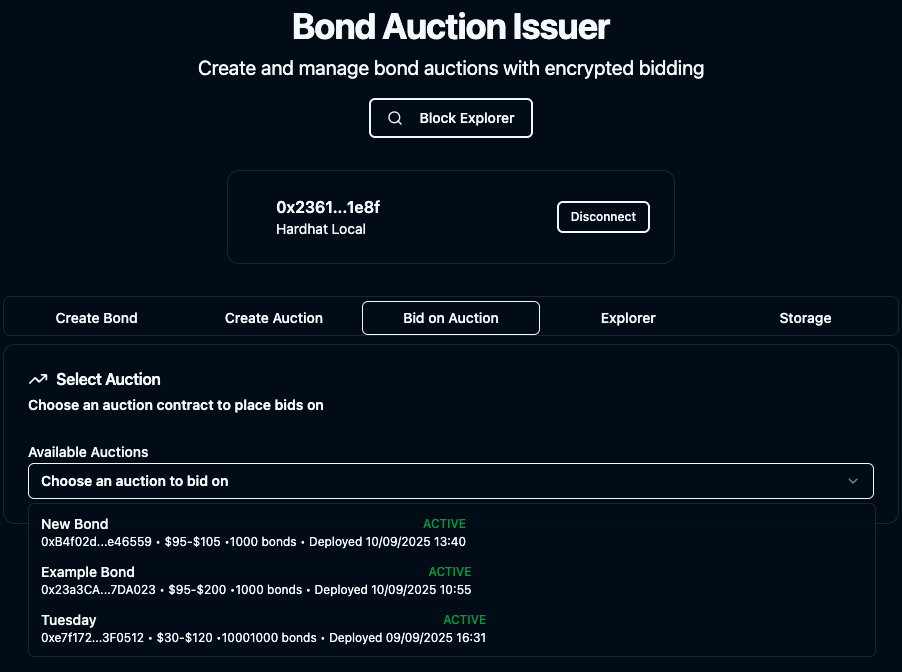 Bond Auction Issuer
Create and manage bond auctions with encrypted bidding
Block Explorer
0x2361...1e8f
Hardhat Local
Disconnect
Create Bond Create Auction Bid on Auction Explorer Storage
Select Auction
Choose an auction contract to place bids on
Available Auctions
Choose an auction to bid on
New Bond ACTIVE
0xB4f02d...e46559 • $95-$105 •1000 bonds • Deployed 10/09/2025 13:40
Example Bond ACTIVE
0x23a3CA...7DA023 • $95-$200 •1000 bonds • Deployed 10/09/2025 10:55
Tuesday ACTIVE
0xe7f172...3F0512 • $30-$120 •10001000 bonds • Deployed 09/09/2025 16:31